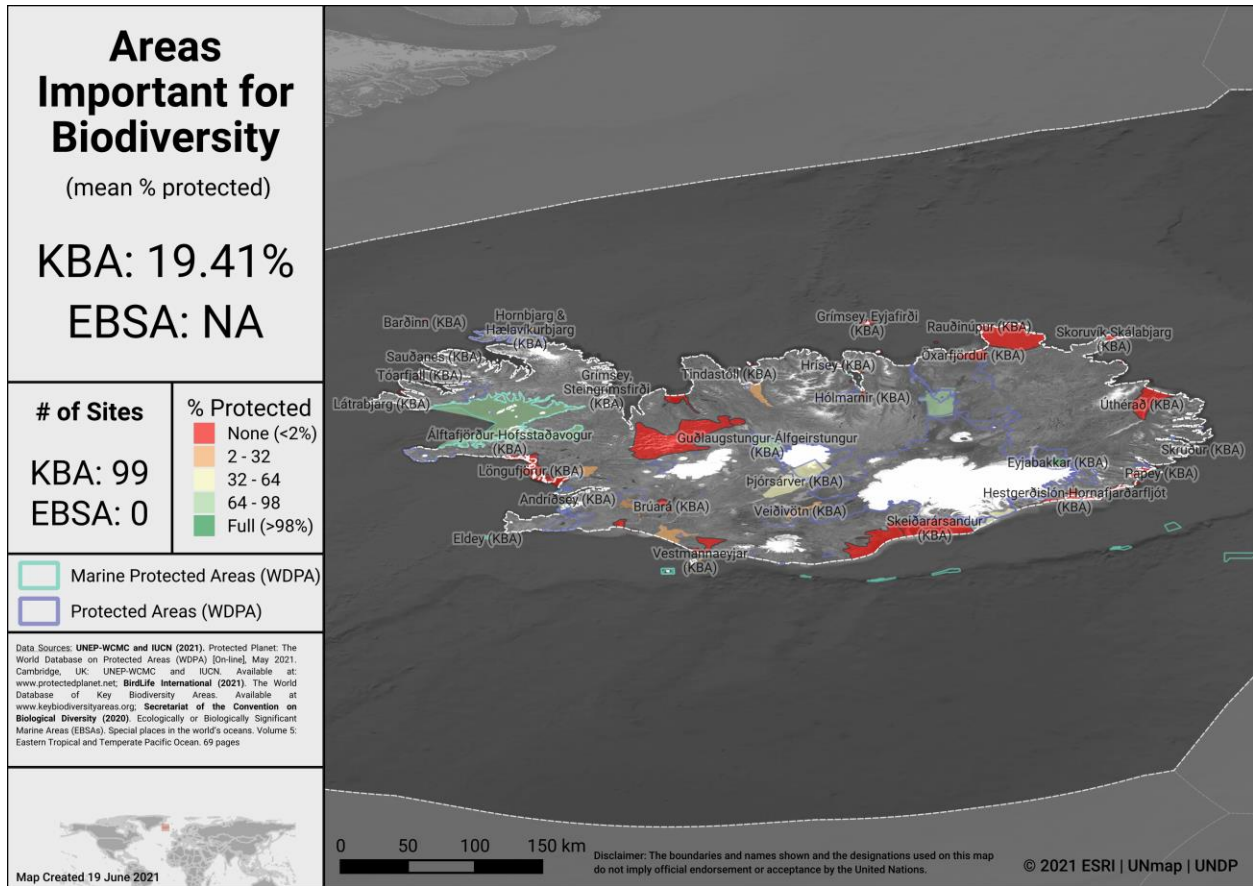 Areas
Important for
Biodiversity
(mean % protected)
KBA: 19.41%
EBSA: NA
# of Sites
KBA: 99
EBSA: 0
% Protected
None (<2%)
2 - 32
32 - 64
64 - 98
Full (>98%)
Marine Protected Areas (WDPA)
Protected Areas (WDPA)
Data Sources: UNEP-WCMC and IUCN (2021). Protected Planet: The
World Database on Protected Areas (WDPA) [On-line], May 2021.
Cambridge, UK: UNEP-WCMC and IUCN. Available at:
www.protectedplanet.net; BirdLife International (2021). The World
Database of Key Biodiversity Areas. Available at
www.keybiodiversityareas.org; Secretariat of the Convention on
Biological Diversity (2020). Ecologically or Biologically Significant
Marine Areas (EBSAs). Special places in the world's oceans. Volume 5:
Eastern Tropical and Temperate Pacific Ocean. 69 pages
Map Created 19 June 2021
Barðinn (KBA)
Hornbjarg &
Hælavíkurbjarg
(KBA)
Sauðanes (KBA)
Tóarfjall (KBA)
Látrabjarg (KBA)
Grímsey,
Steingrímsfirði
(KBA)
Tindastóll (KBA)
Grímsey, Eyjafirði
(KBA)
Hrísey (KBA)
Hólmarnir (KBA)
Rauðinúpur (KBA)
Öxarfjörður (KBA)
Skoruvík-Skálabjarg
(KBA)
Úthérað (KBA)
Skrúður (KBA)
Álftafjörður-Hofsstaðavogur
(KBA)
Löngufjörur (KBA)
Andríðsey (KBA)
Guðlaugstungur-Álfgeirstungur
(KBA)
Þjórsárver (KBA)
Brúará (KBA)
Veiðivötn (KBA)
Eyjabakkar (KBA)
Papey (KBA)
Hestgerðislón-Hornafjarðarfljót
(KBA)
Skeiðarársandur
(KBA)
Eldey (KBA)
Vestmannaeyjar
(KBA)
0 50 100 150 km
Disclaimer: The boundaries and names shown and the designations used on this map
do not imply official endorsement or acceptance by the United Nations.
© 2021 ESRI | UNmap | UNDP